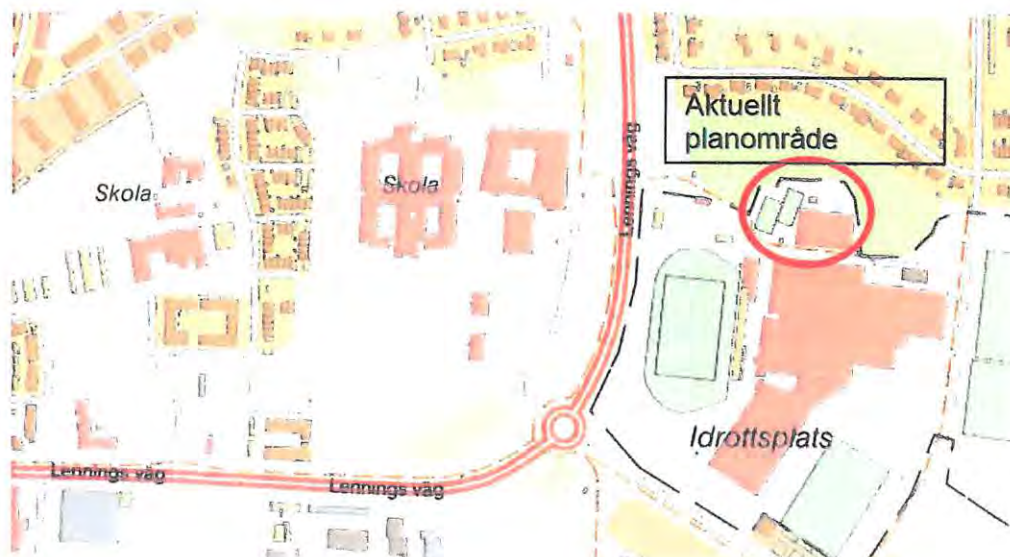 Aktuellt
planområde
Skola
Skola
Lennings väg
Idrottsplats
Lennings väg
Lennings väg